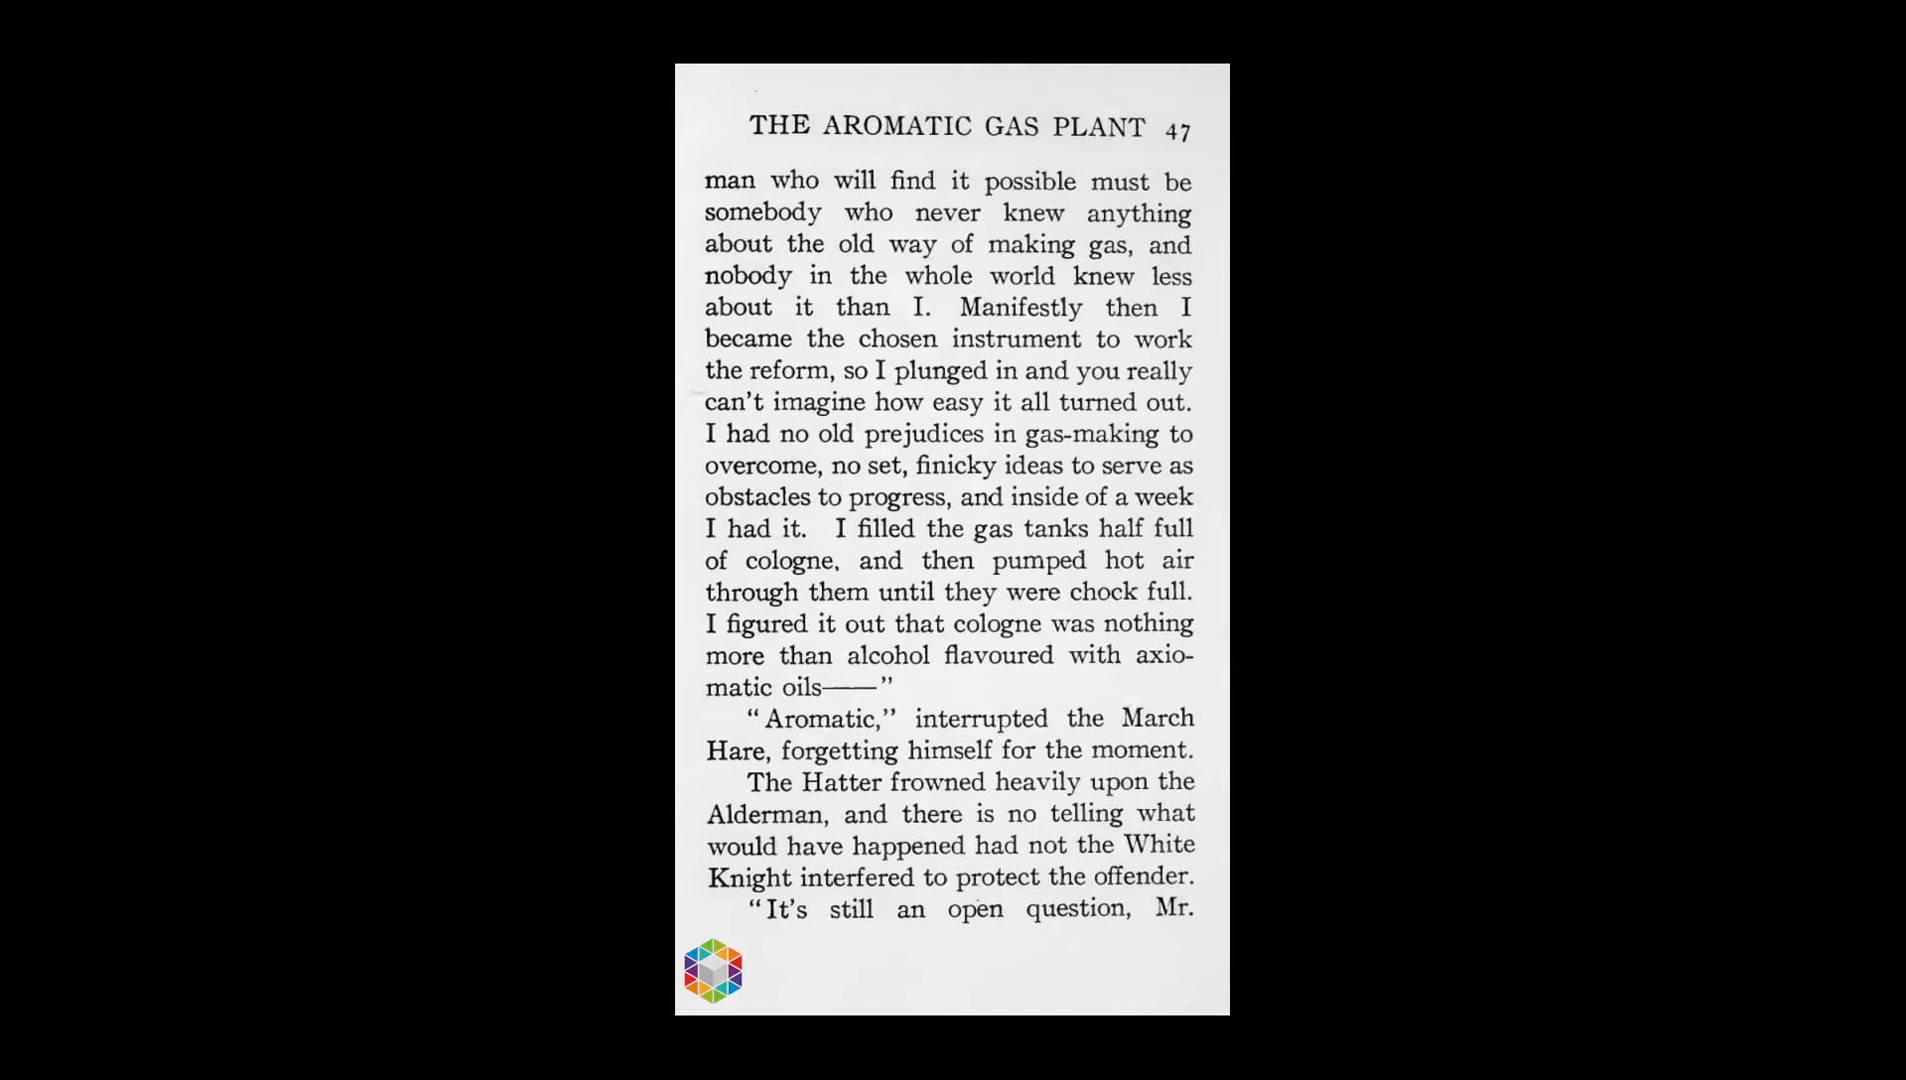 THE AROMATIC GAS PLANT 47
man who will find it possible must be
somebody who never knew anything
about the old way of making gas, and
nobody in the whole world knew less
about it than I. Manifestly then I
became the chosen instrument to work
the reform, so I plunged in and you really
can't imagine how easy it all turned out.
I had no old prejudices in gas-making to
overcome, no set, finicky ideas to serve as
obstacles to progress, and inside of a week
I had it. I filled the gas tanks half full
of cologne, and then pumped hot air
through them until they were chock full.
I figured it out that cologne was nothing
more than alcohol flavoured with axio-
matic oils——"
"Aromatic," interrupted the March
Hare, forgetting himself for the moment.
The Hatter frowned heavily upon the
Alderman, and there is no telling what
would have happened had not the White
Knight interfered to protect the offender.
"It's still an open question, Mr.